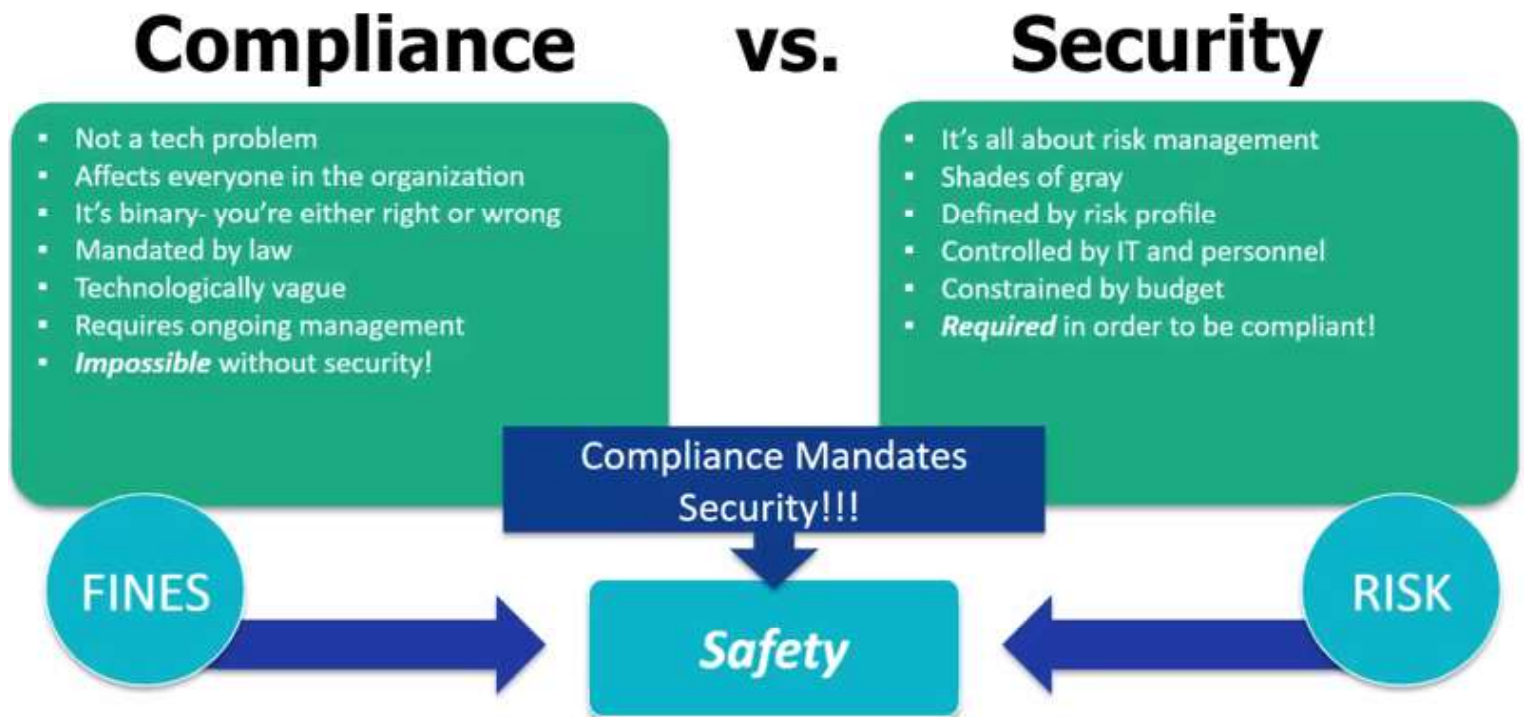 Compliance vs. Security
▪ Not a tech problem
▪ Affects everyone in the organization
▪ It's binary- you're either right or wrong
▪ Mandated by law
▪ Technologically vague
▪ Requires ongoing management
▪ Impossible without security!
▪ It's all about risk management
▪ Shades of gray
▪ Defined by risk profile
▪ Controlled by IT and personnel
▪ Constrained by budget
▪ Required in order to be compliant!
Compliance Mandates
Security!!!
FINES
Safety
RISK